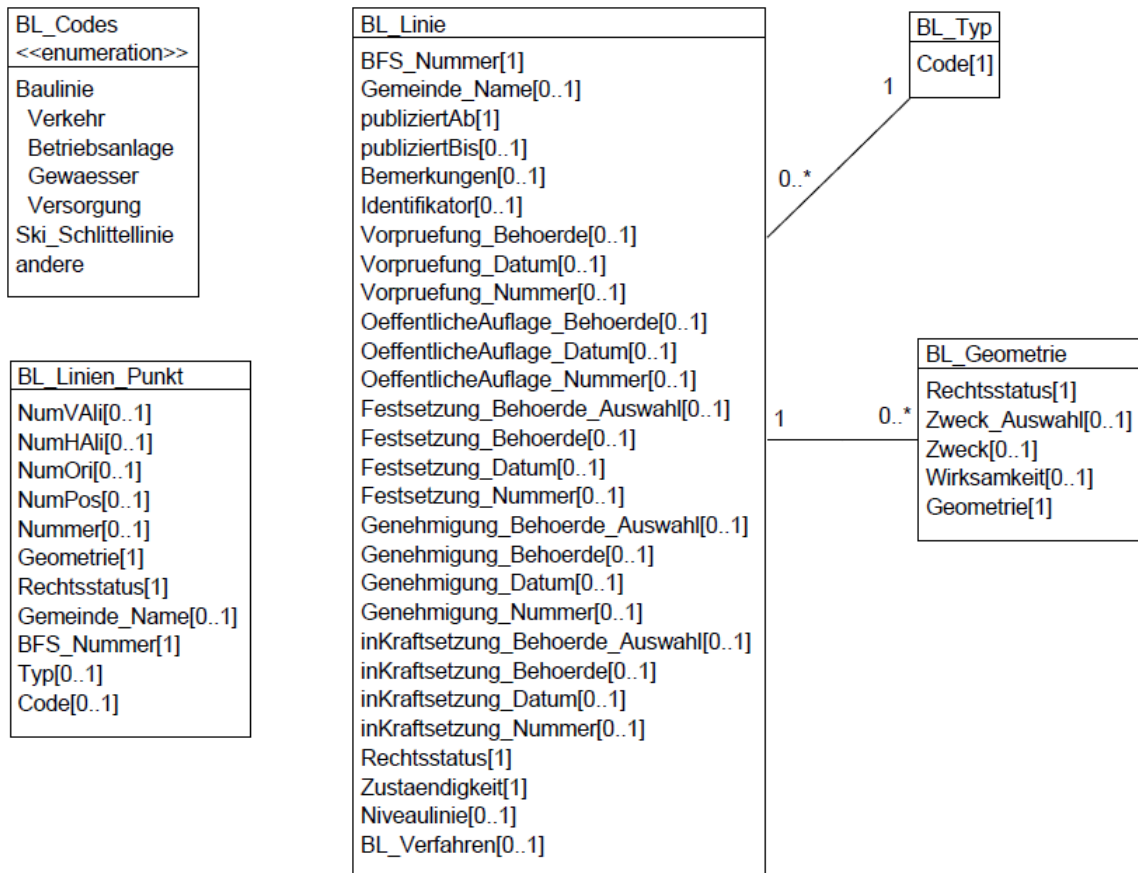 BL_Codes
<<enumeration>>
Baulinie
Verkehr
Betriebsanlage
Gewaesser
Versorgung
Ski_Schlittellinie
andere
BL_Linien_Punkt
NumVAli[0..1]
NumHAli[0..1]
NumOri[0..1]
NumPos[0..1]
Nummer[0..1]
Geometrie[1]
Rechtsstatus[1]
Gemeinde_Name[0..1]
BFS_Nummer[1]
Typ[0..1]
Code[0..1]
BL_Linie
BFS_Nummer[1]
Gemeinde_Name[0..1]
publiziertAb[1]
publiziertBis[0..1]
Bemerkungen[0..1]
Identifikator[0..1]
Vorpruefung_Behoerde[0..1]
Vorpruefung_Datum[0..1]
Vorpruefung_Nummer[0..1]
OeffentlicheAuflage_Behoerde[0..1]
OeffentlicheAuflage_Datum[0..1]
OeffentlicheAuflage_Nummer[0..1]
Festsetzung_Behoerde_Auswahl[0..1]
Festsetzung_Behoerde[0..1]
Festsetzung_Datum[0..1]
Festsetzung_Nummer[0..1]
Genehmigung_Behoerde_Auswahl[0..1]
Genehmigung_Behoerde[0..1]
Genehmigung_Datum[0..1]
Genehmigung_Nummer[0..1]
inKraftsetzung_Behoerde_Auswahl[0..1]
inKraftsetzung_Behoerde[0..1]
inKraftsetzung_Datum[0..1]
inKraftsetzung_Nummer[0..1]
Rechtsstatus[1]
Zustaendigkeit[1]
Niveaulinie[0..1]
BL_Verfahren[0..1]
1
0..*
BL_Typ
Code[1]
1
0..*
BL_Geometrie
Rechtsstatus[1]
Zweck_Auswahl[0..1]
Zweck[0..1]
Wirksamkeit[0..1]
Geometrie[1]